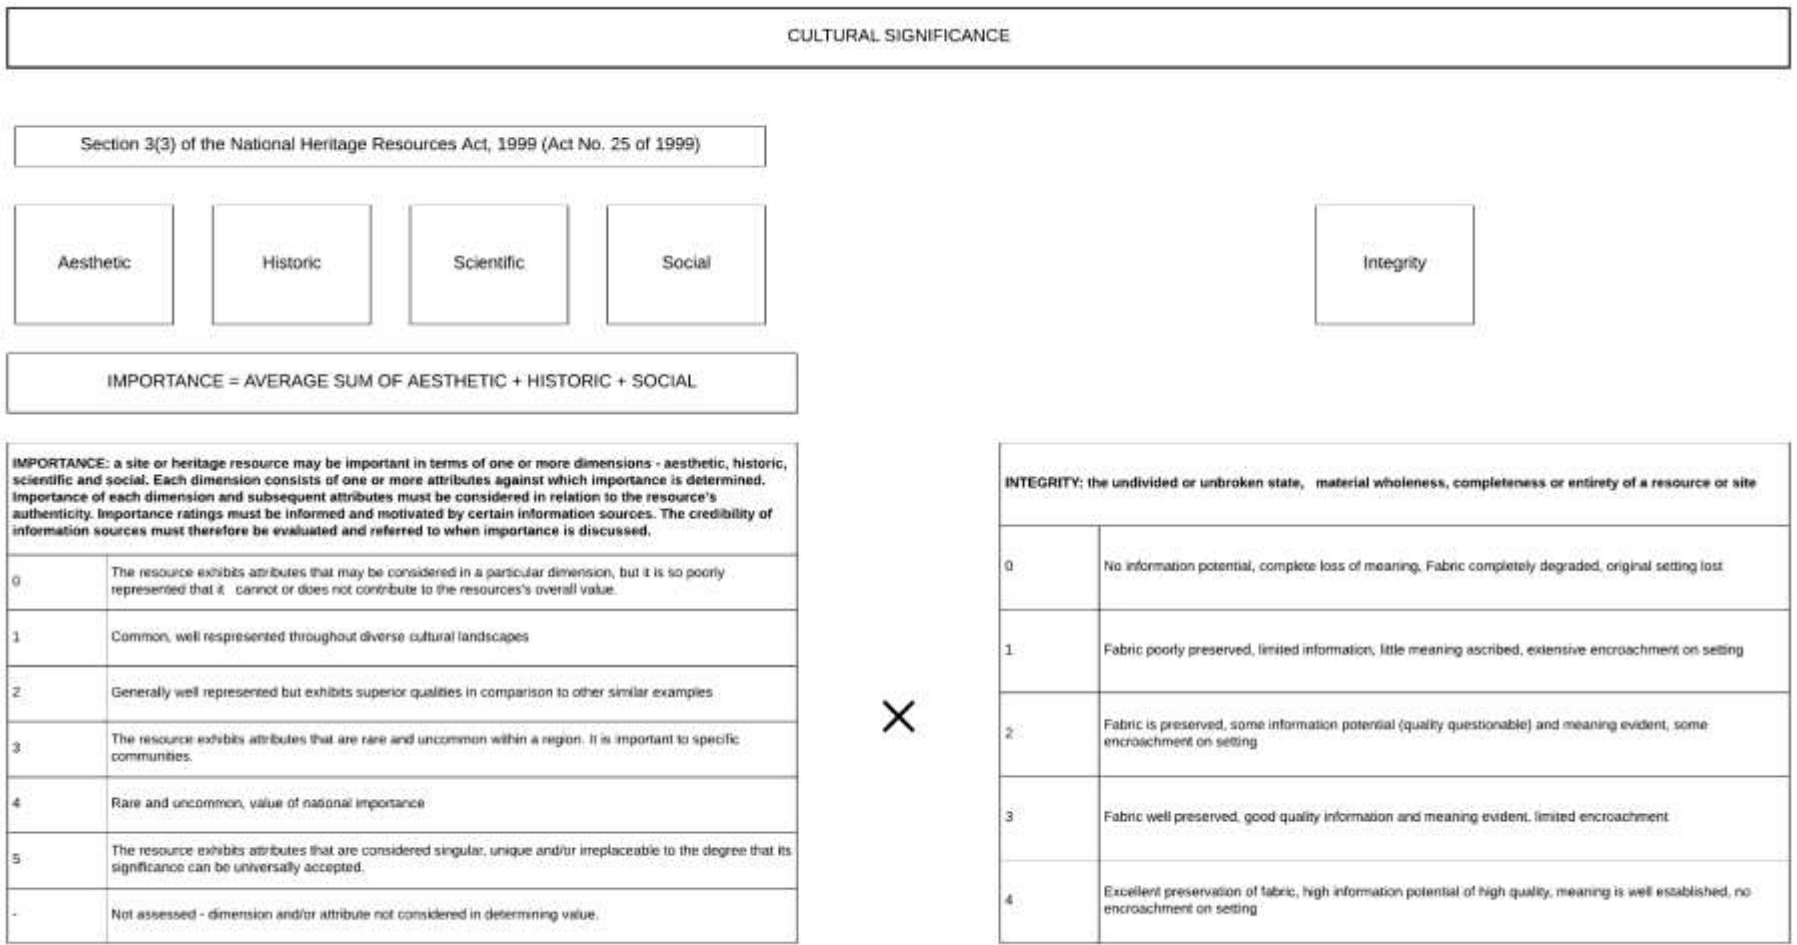 CULTURAL SIGNIFICANCE
Section 3(3) of the National Heritage Resources Act, 1999 (Act No. 25 of 1999)
Aesthetic
Historic
Scientific
Social
Integrity
IMPORTANCE = AVERAGE SUM OF AESTHETIC + HISTORIC + SOCIAL
IMPORTANCE: a site or heritage resource may be important in terms of one or more dimensions - aesthetic, historic,
scientific and social. Each dimension consists of one or more attributes against which importance is determined.
Importance of each dimension and subsequent attributes must be considered in relation to the resource's
authenticity. Importance ratings must be informed and motivated by certain information sources. The credibility of
information sources must therefore be evaluated and referred to when importance is discussed.
0
The resource exhibits attributes that may be considered in a particular dimension, but it is so poorly
represented that it cannot or does not contribute to the resources's overall value.
1
Common, well respresented throughout diverse cultural landscapes
2
Generally well represented but exhibits superior qualities in comparison to other similar examples
3
The resource exhibits attributes that are rare and uncommon within a region. It is important to specific
communities.
4
Rare and uncommon, value of national importance
5
The resource exhibits attributes that are considered singular, unique and/or irreplaceable to the degree that its
significance can be universally accepted.
-
Not assessed - dimension and/or attribute not considered in determining value.
×
INTEGRITY: the undivided or unbroken state, material wholeness, completeness or entirety of a resource or site
0
No information potential, complete loss of meaning, Fabric completely degraded, original setting lost
1
Fabric poorly preserved, limited information, little meaning ascribed, extensive encroachment on setting
2
Fabric is preserved, some information potential (quality questionable) and meaning evident, some
encroachment on setting
3
Fabric well preserved, good quality information and meaning evident, limited encroachment
4
Excellent preservation of fabric, high information potential of high quality, meaning is well established, no
encroachment on setting